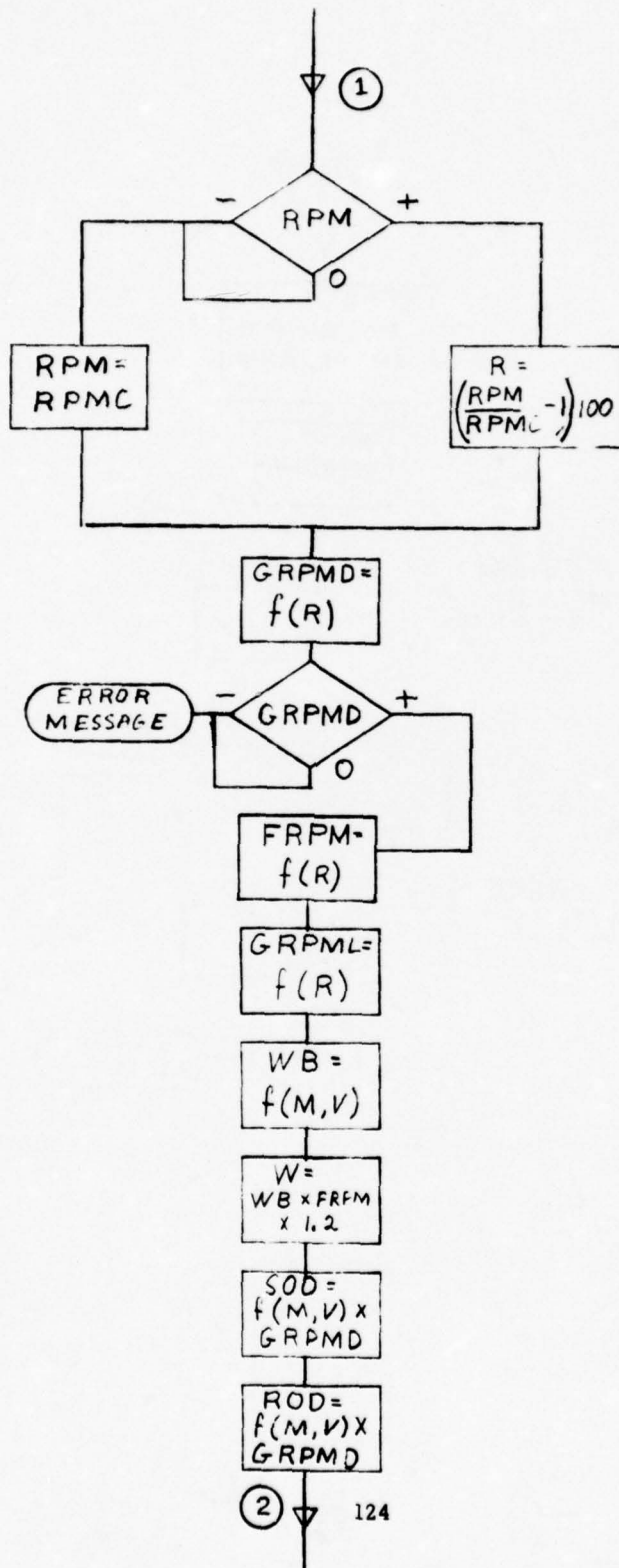 1
- RPM +
0
RPM=
RPMC
R=
(RPM/RPMC -1)100
GRPMD=
f(R)
ERROR
MESSAGE
- GRPMD +
0
FRPM=
f(R)
GRPML=
f(R)
WB=
f(M,V)
W=
WB x FRPM
x 1.2
SOD=
f(M,V) x
GRPMD
ROD=
f(M,V) x
GRPMD
2
124